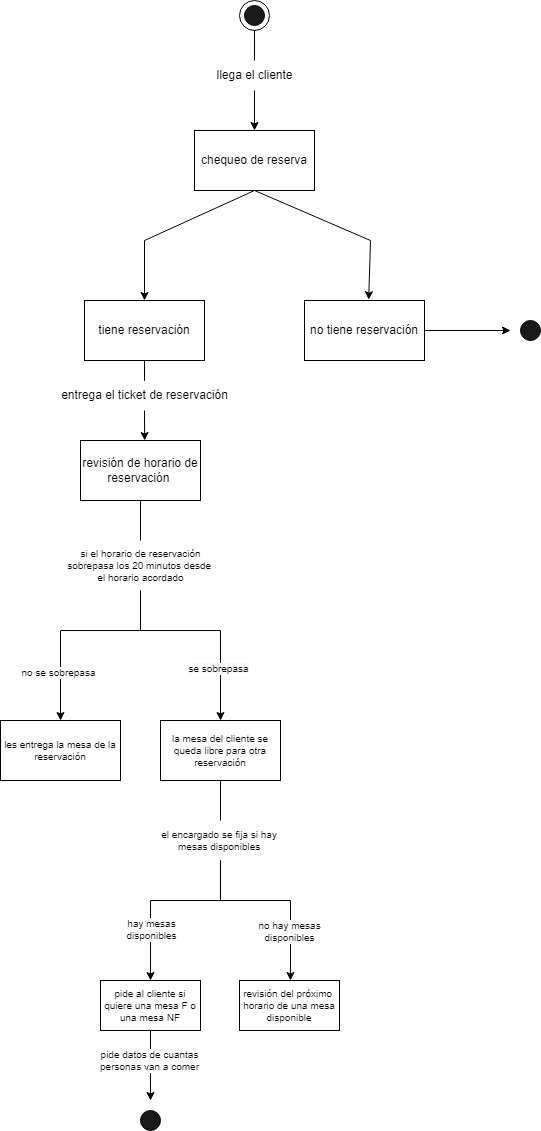 llega el cliente
chequeo de reserva
tiene reservación
no tiene reservación
entrega el ticket de reservación
revisión de horario de
reservación
si el horario de reservación
sobrepasa los 20 minutos desde
el horario acordado
no se sobrepasa
se sobrepasa
les entrega la mesa de la
reservación
la mesa del cliente se
queda libre para otra
reservación
el encargado se fija si hay
mesas disponibles
hay mesas
disponibles
no hay mesas
disponibles
pide al cliente si
quiere una mesa F o
una mesa NF
revisión del próximo
horario de una mesa
disponible
pide datos de cuantas
personas van a comer